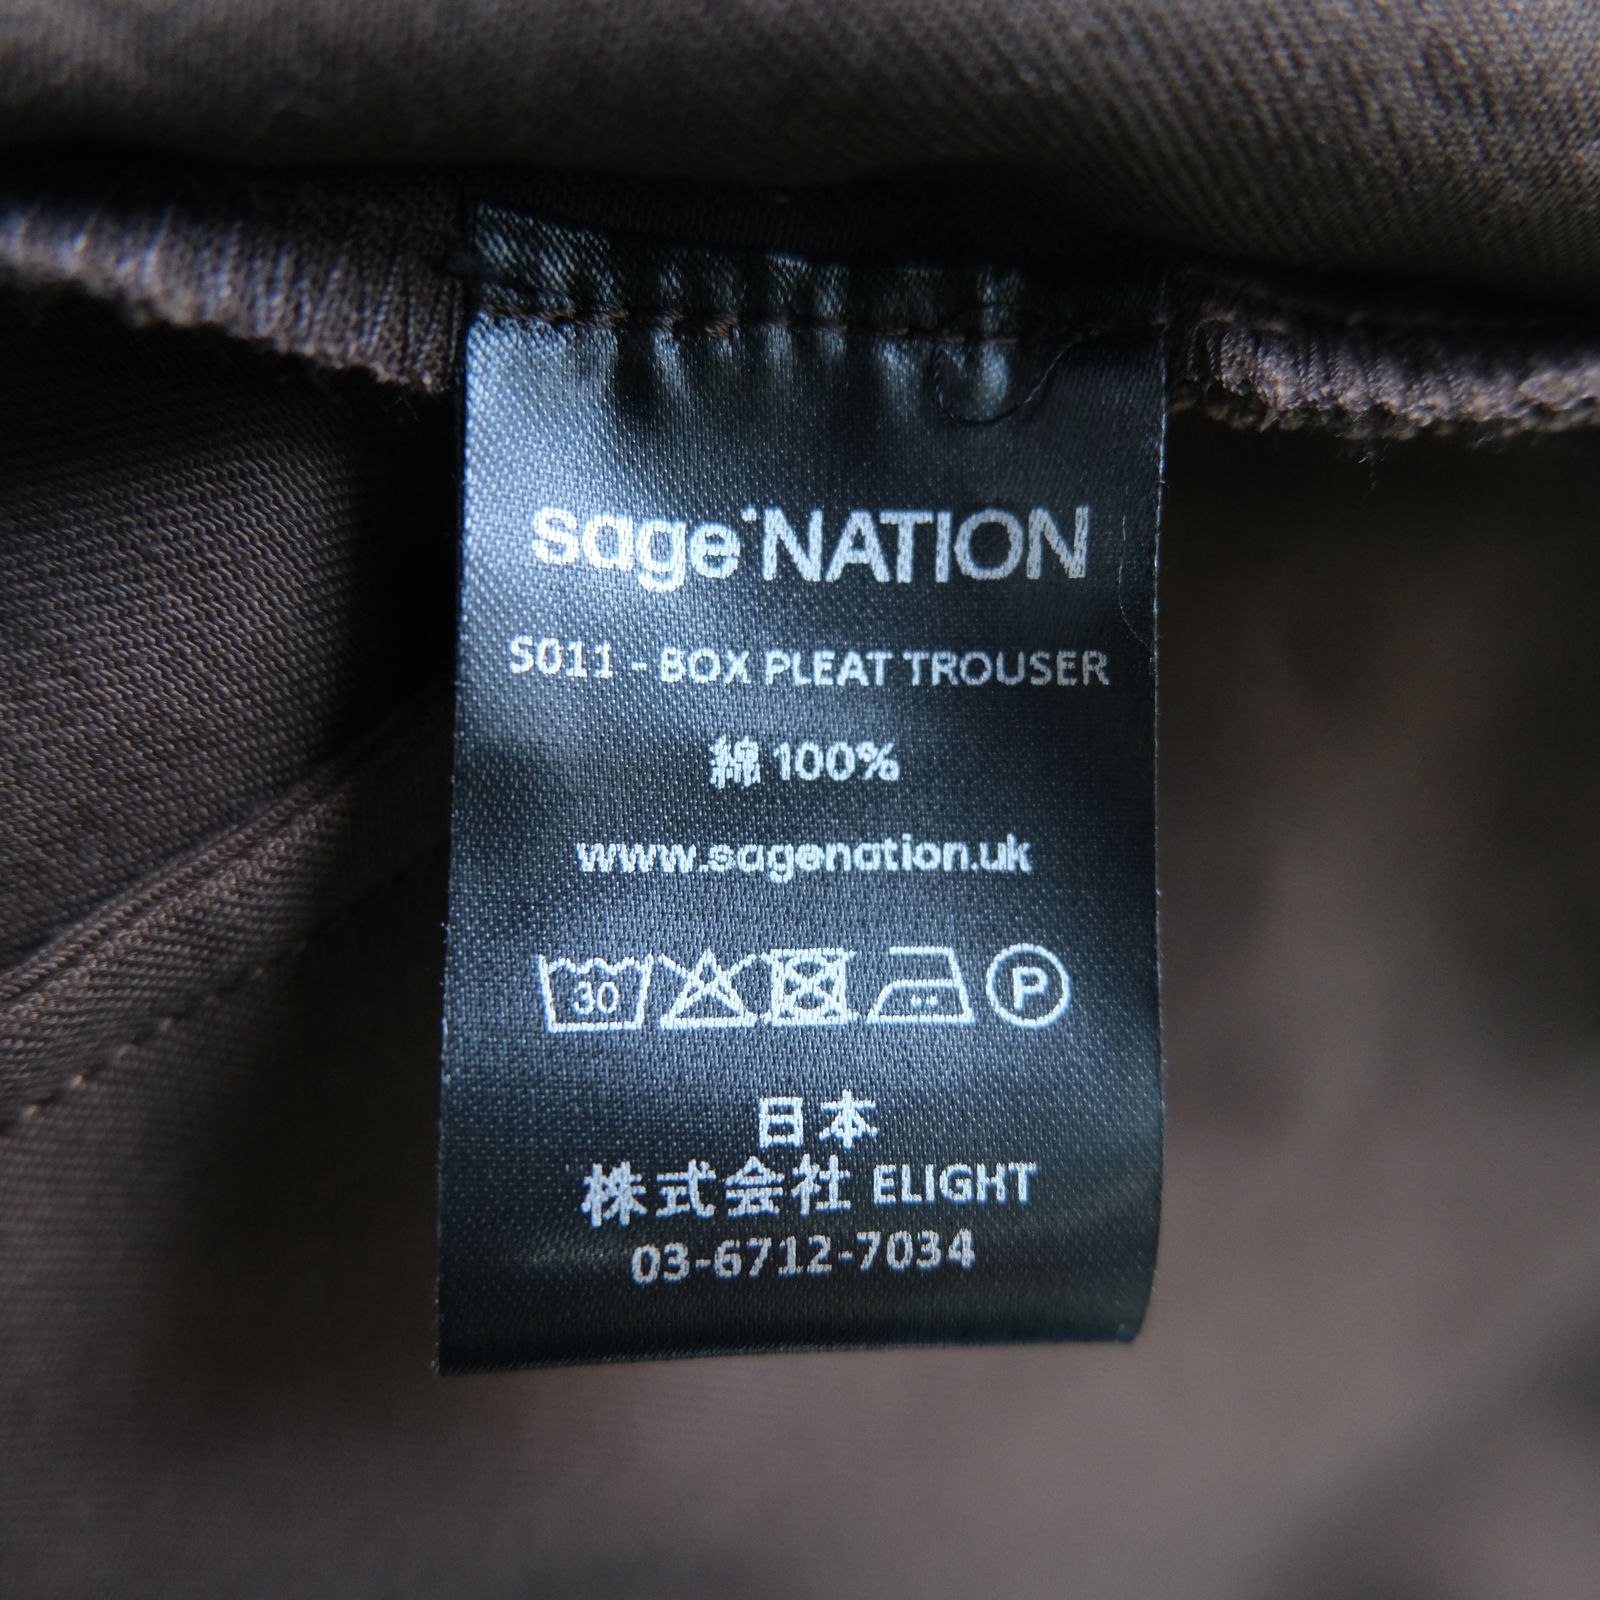 sage'NATION
S011 - BOX PLEAT TROUSER
綿 100%
www.sagenation.uk
30 P
日本
株式会社 ELIGHT
03-6712-7034